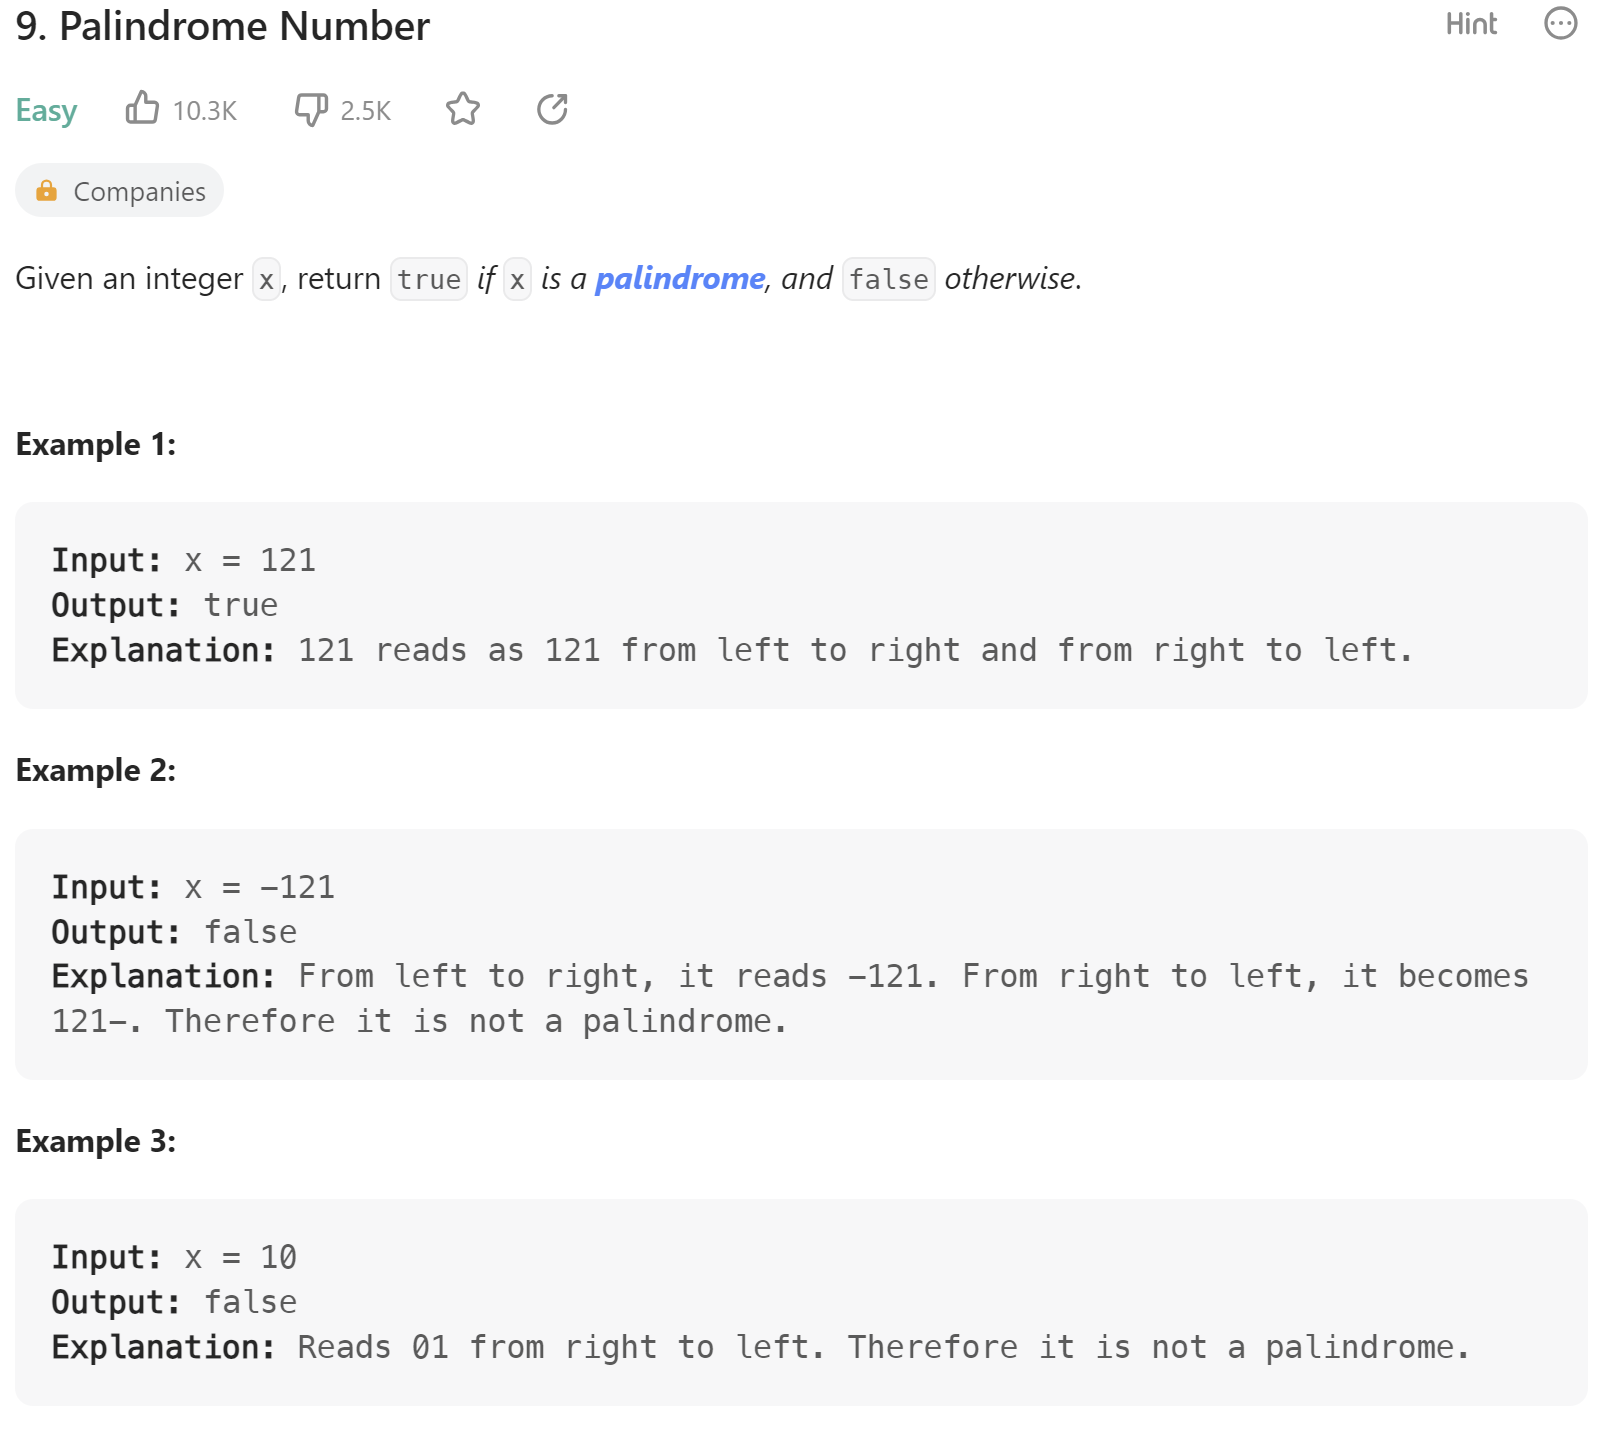 9. Palindrome Number
Hint
Easy 10.3K 2.5K
Companies
Given an integer x, return true if x is a palindrome, and false otherwise.
Example 1:
Input: x = 121
Output: true
Explanation: 121 reads as 121 from left to right and from right to left.
Example 2:
Input: x = -121
Output: false
Explanation: From left to right, it reads -121. From right to left, it becomes
121-. Therefore it is not a palindrome.
Example 3:
Input: x = 10
Output: false
Explanation: Reads 01 from right to left. Therefore it is not a palindrome.